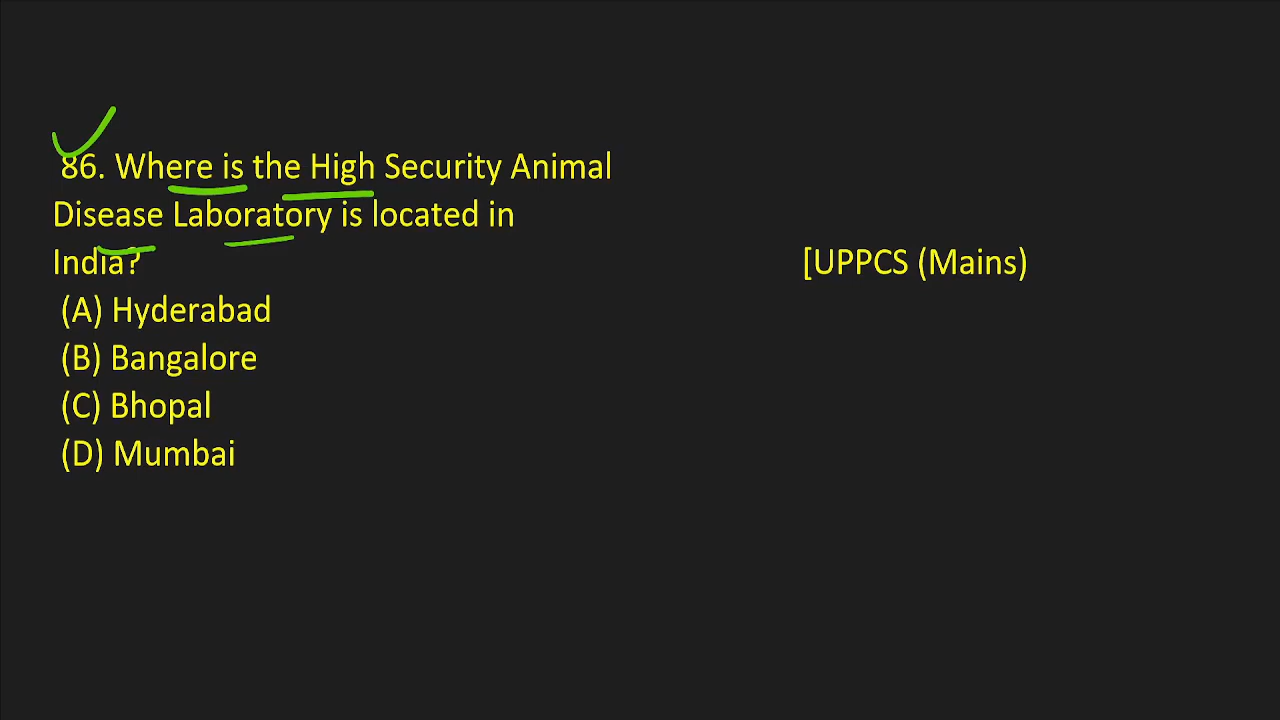 86. Where is the High Security Animal
Disease Laboratory is located in
India? [UPPCS (Mains)
(A) Hyderabad
(B) Bangalore
(C) Bhopal
(D) Mumbai